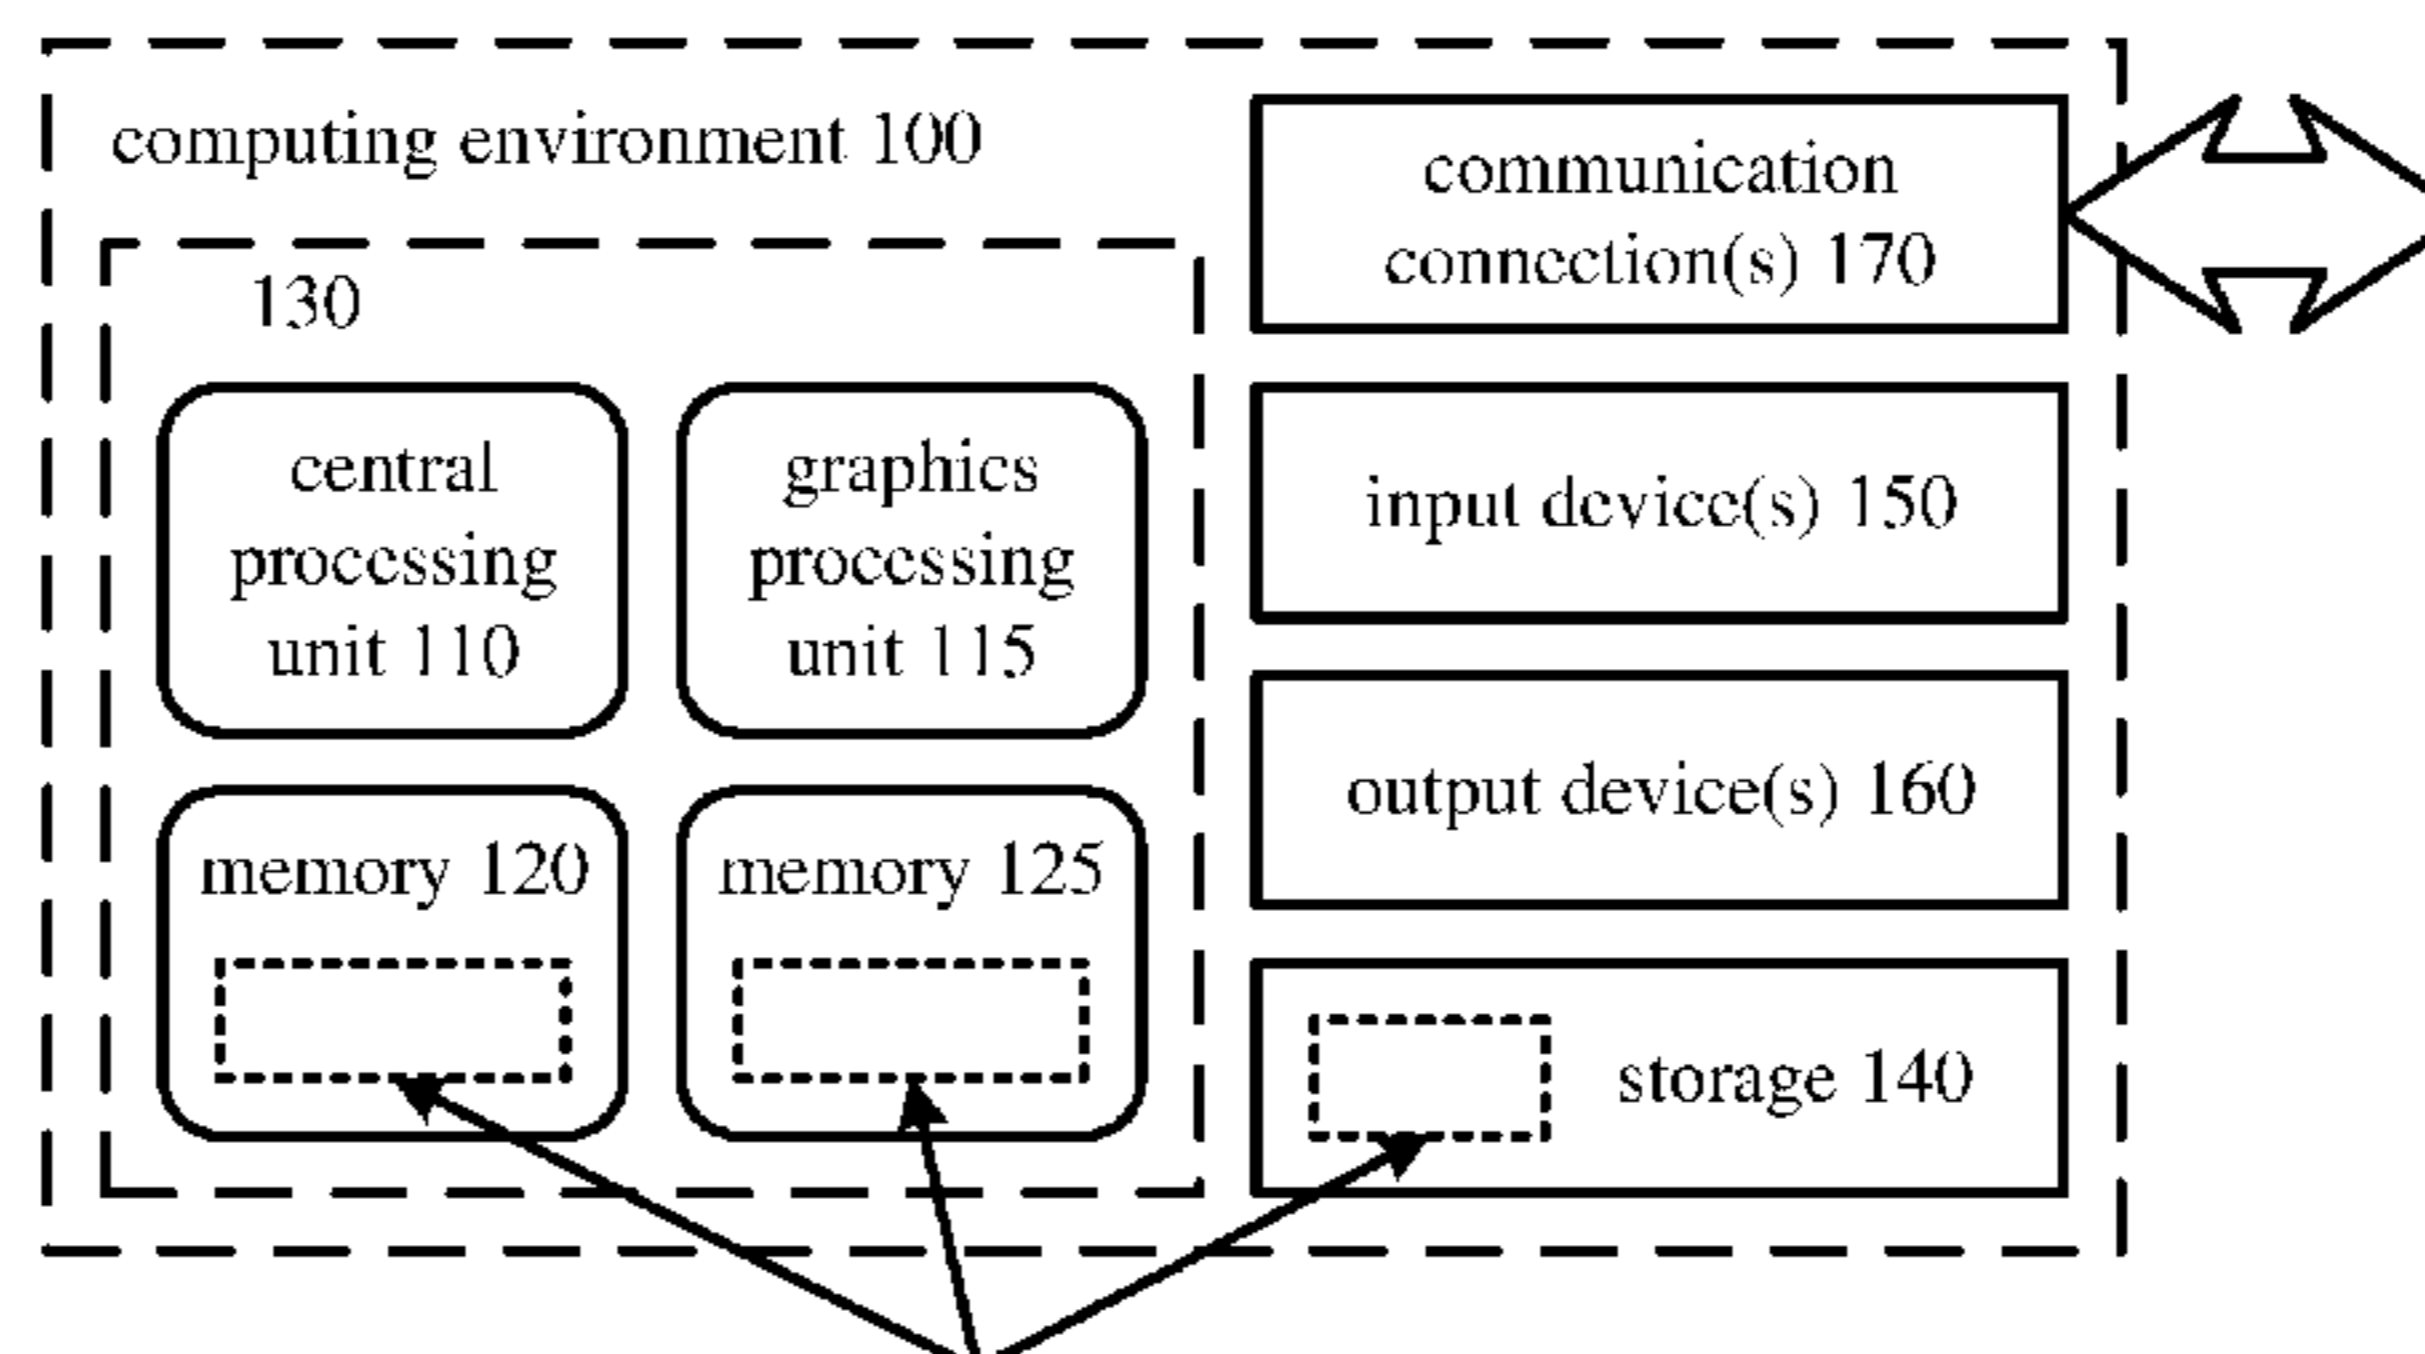 computing environment 100
130
central
processing
unit 110
graphics
processing
unit 115
memory 120
memory 125
communication
connection(s) 170
input device(s) 150
output device(s) 160
storage 140